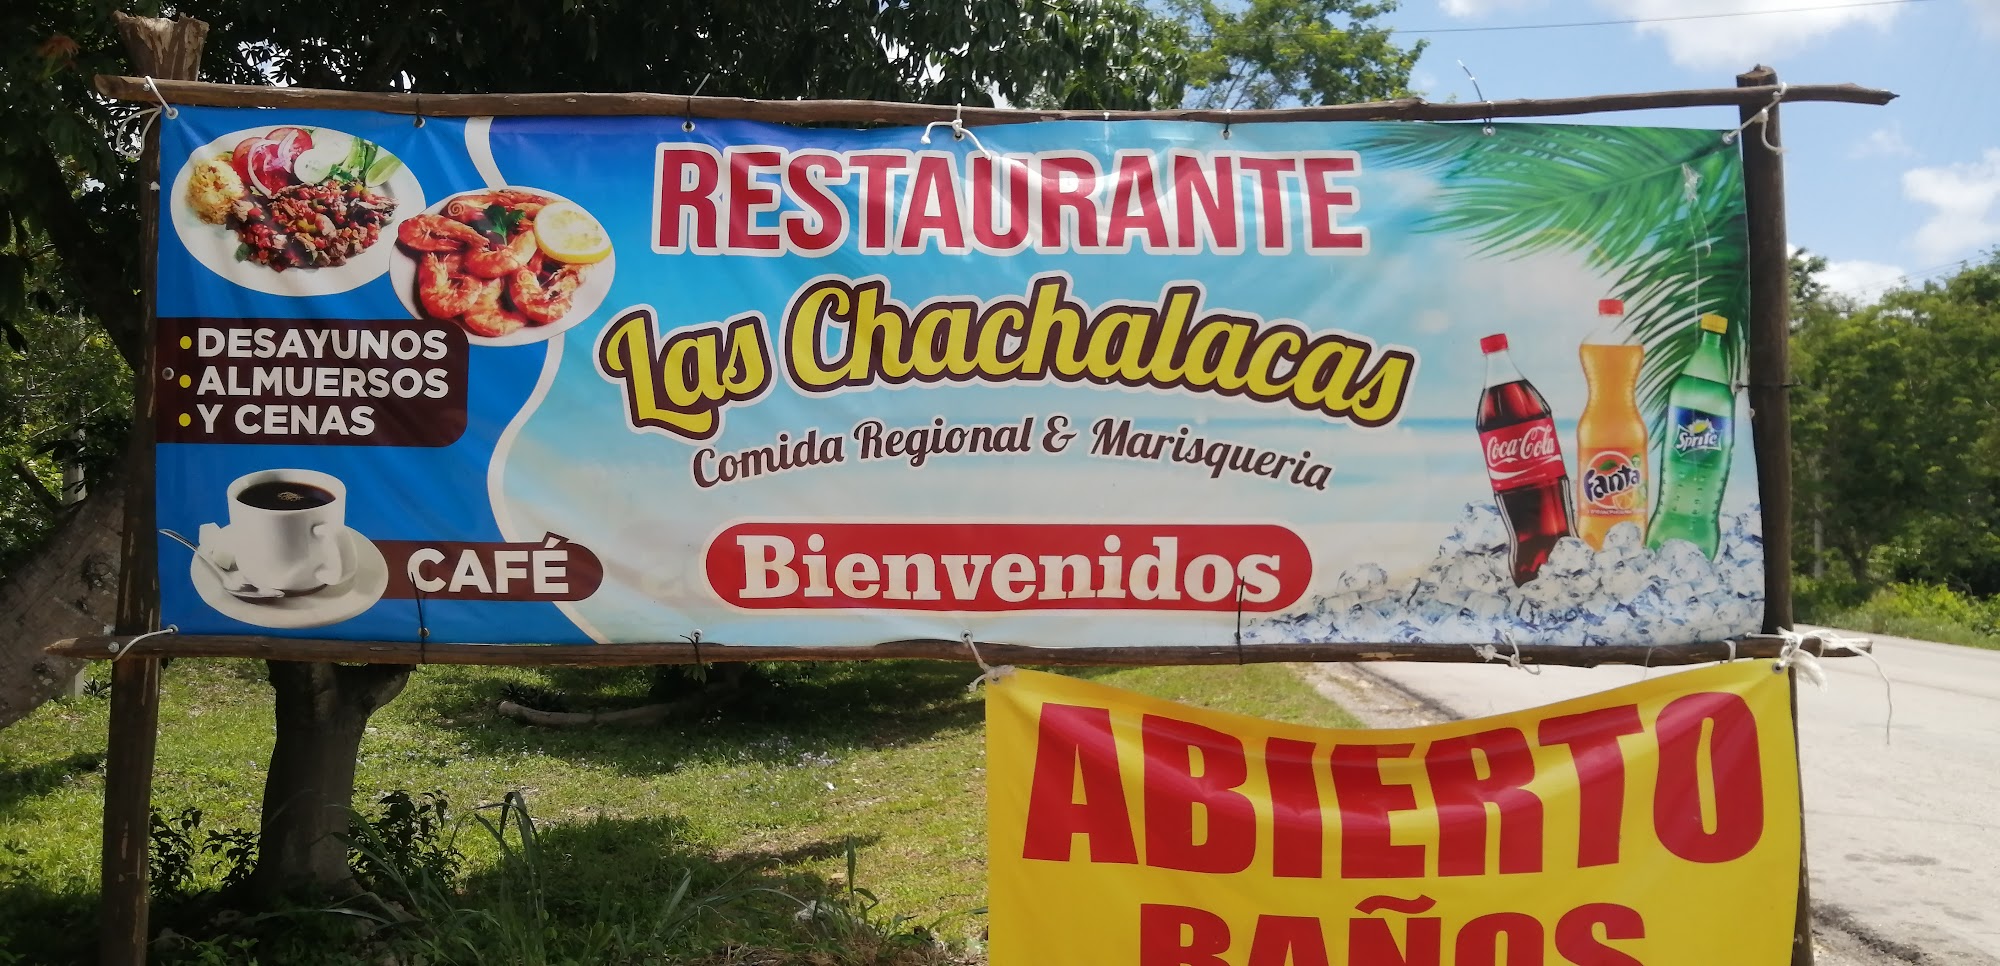 RESTAURANTE
Las Chachalacas
Comida Regional & Marisqueria
Bienvenidos
• DESAYUNOS
• ALMUERSOS
• Y CENAS
CAFÉ
Coca-Cola
Fanta
Sprite
ABIERTO
BAÑOS